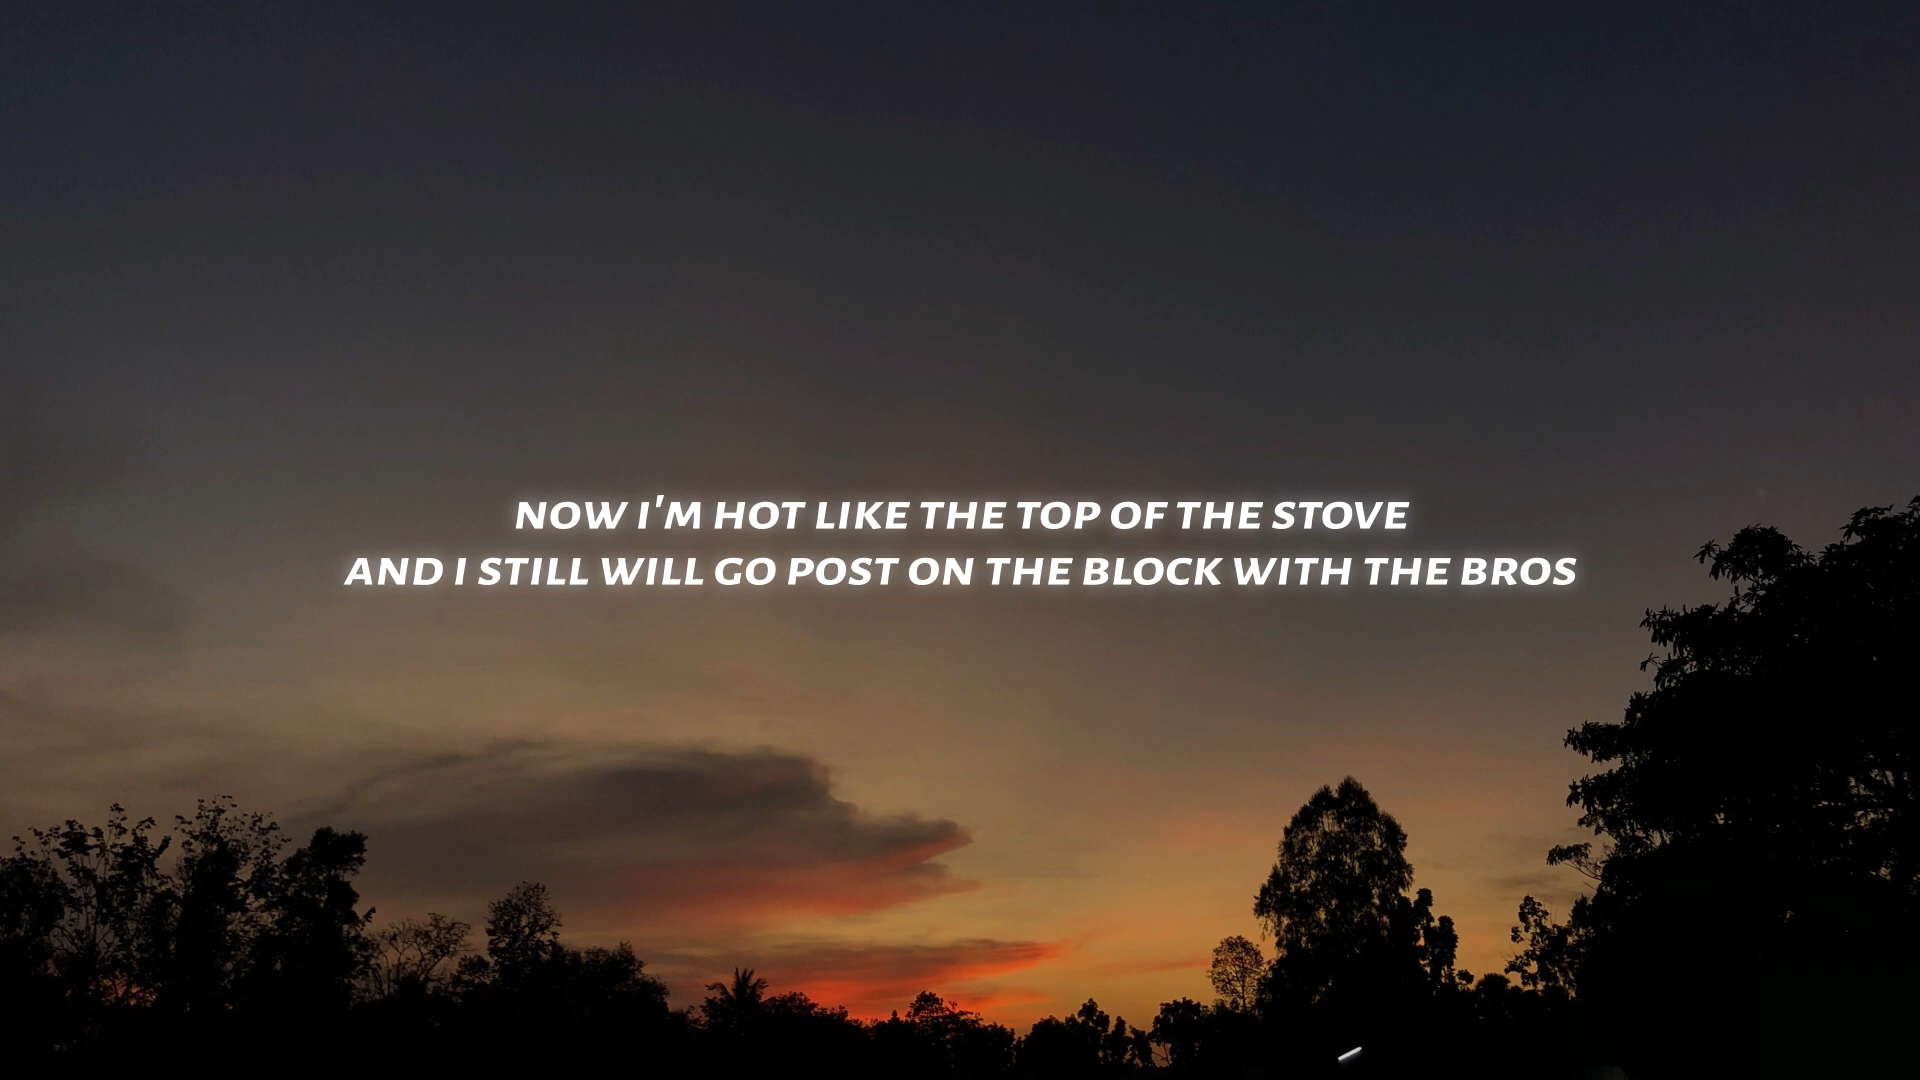 NOW I'M HOT LIKE THE TOP OF THE STOVE
AND I STILL WILL GO POST ON THE BLOCK WITH THE BROS